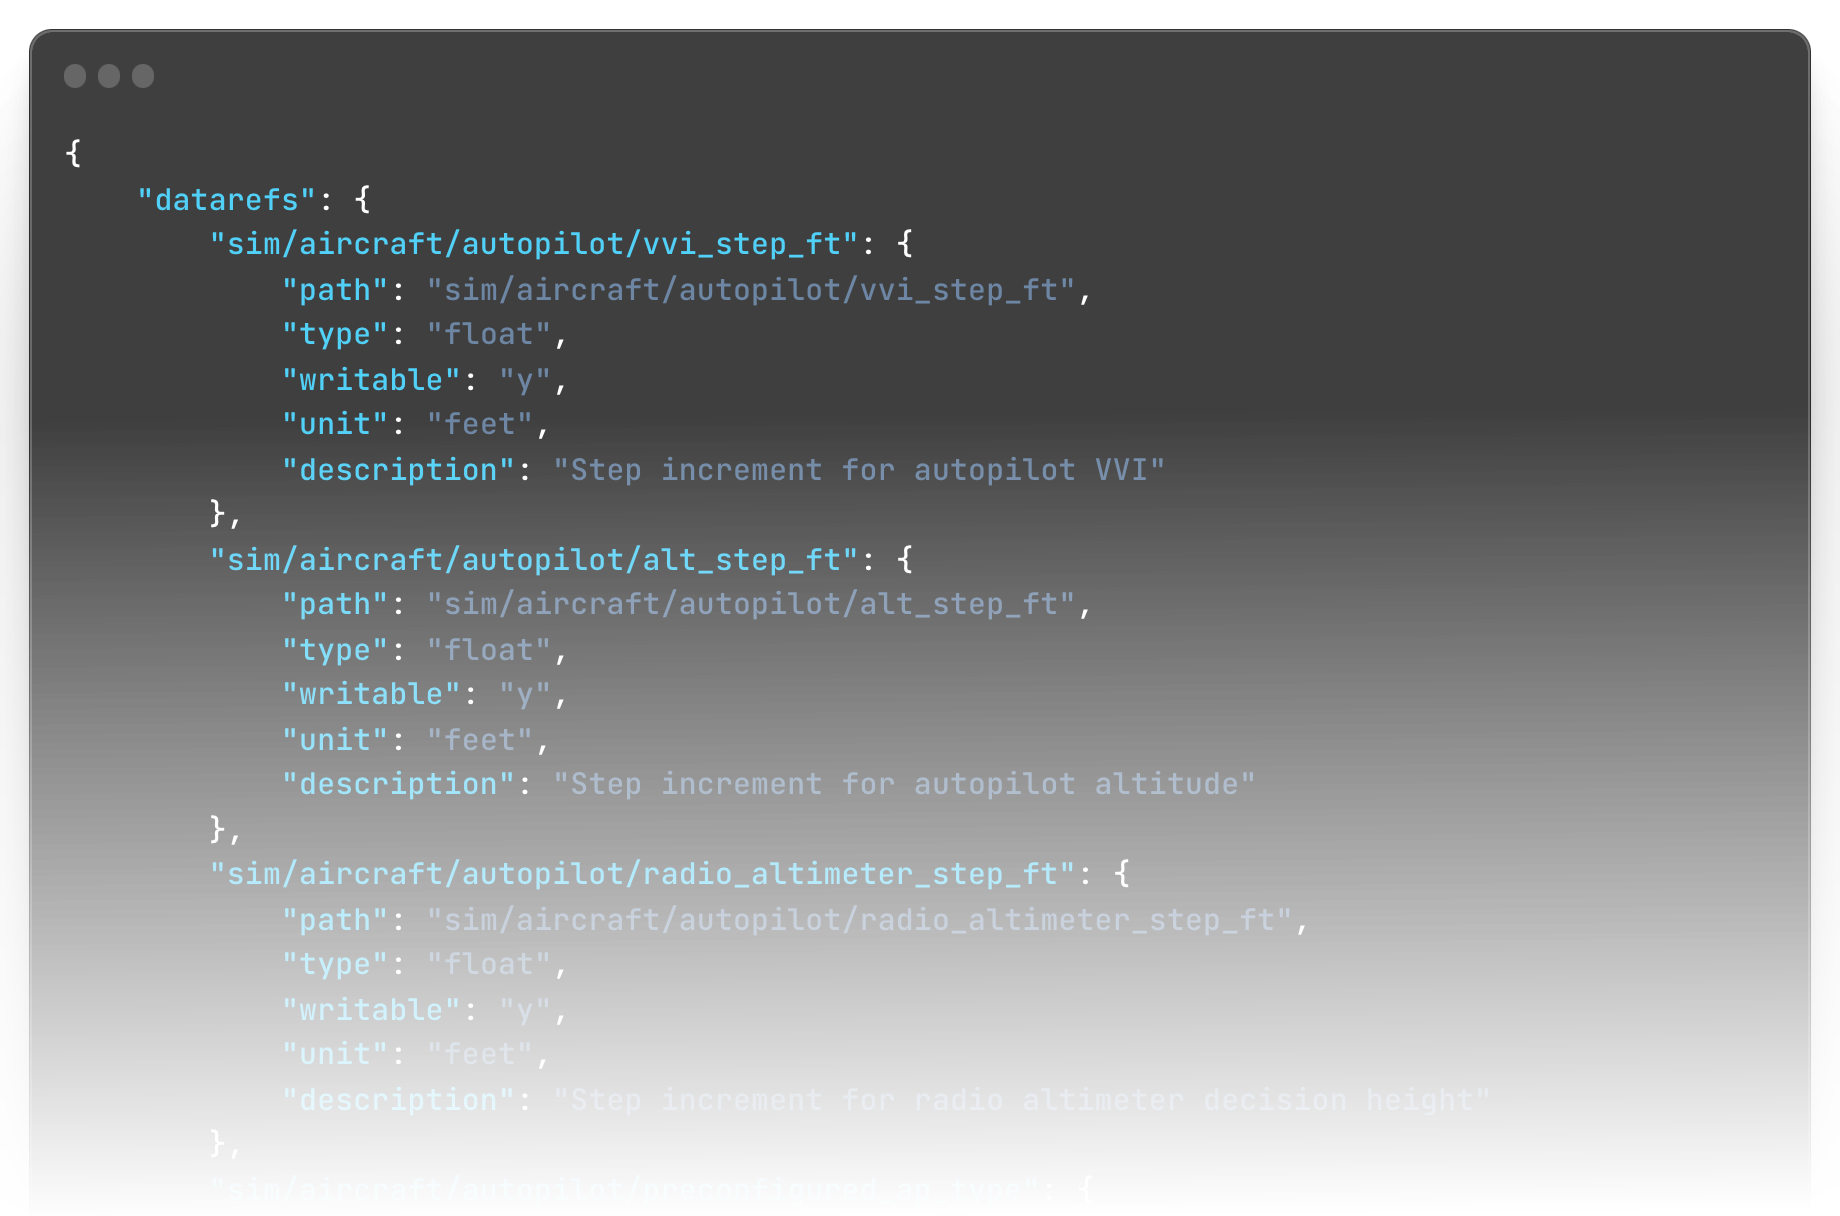 {
    "datarefs": {
        "sim/aircraft/autopilot/vvi_step_ft": {
            "path": "sim/aircraft/autopilot/vvi_step_ft",
            "type": "float",
            "writable": "y",
            "unit": "feet",
            "description": "Step increment for autopilot VVI"
        },
        "sim/aircraft/autopilot/alt_step_ft": {
            "path": "sim/aircraft/autopilot/alt_step_ft",
            "type": "float",
            "writable": "y",
            "unit": "feet",
            "description": "Step increment for autopilot altitude"
        },
        "sim/aircraft/autopilot/radio_altimeter_step_ft": {
            "path": "sim/aircraft/autopilot/radio_altimeter_step_ft",
            "type": "float",
            "writable": "y",
            "unit": "feet",
            "description": "Step increment for radio altimeter decision height"
        },
        "sim/aircraft/autopilot/preconfigured_ap_type": {